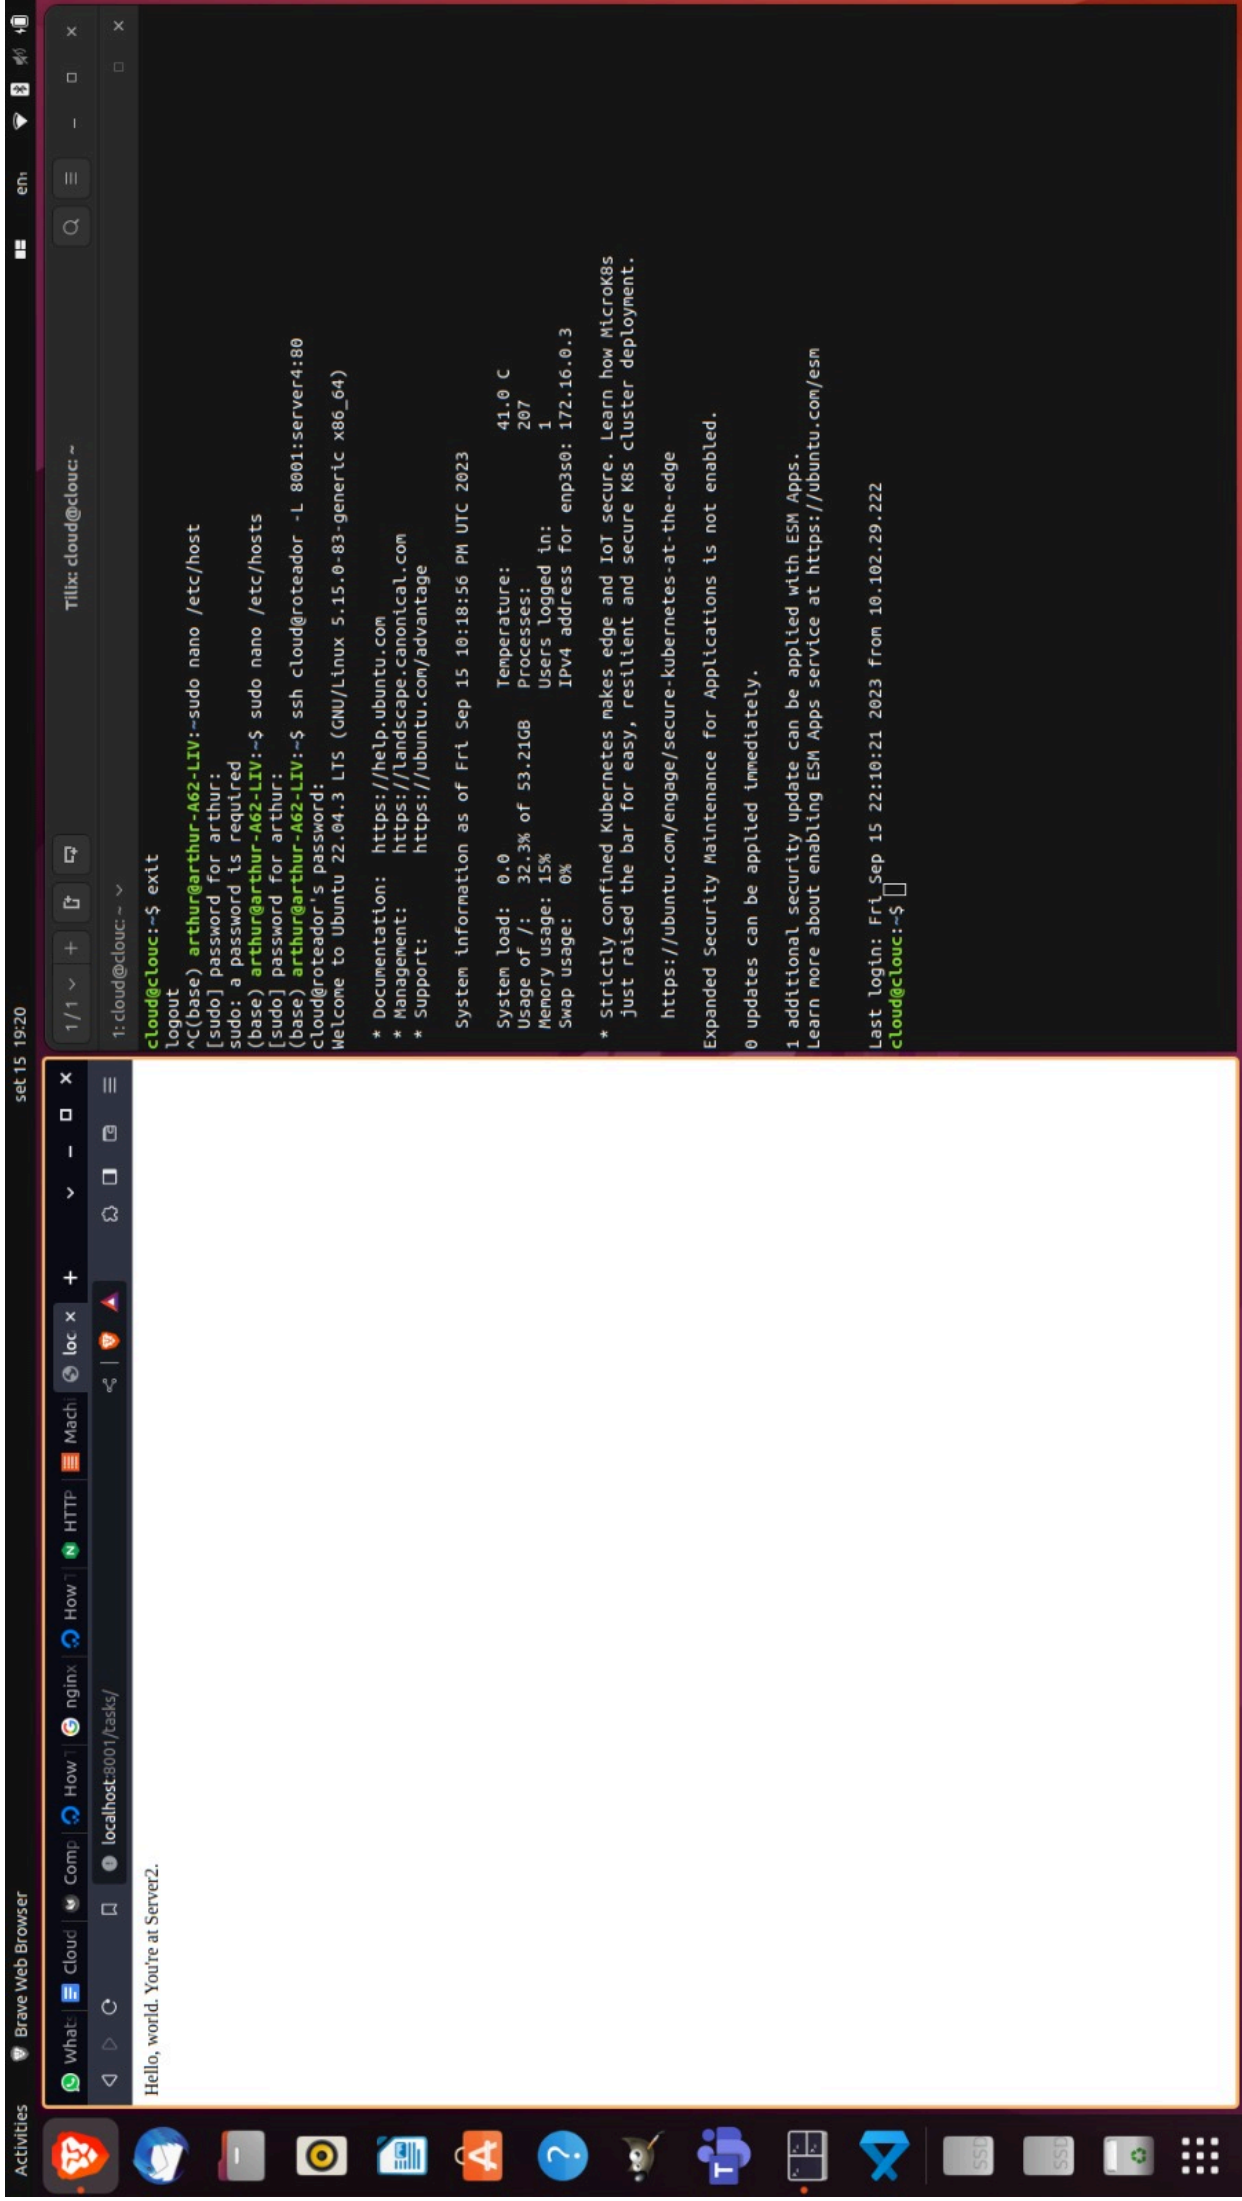 Activities
Brave Web Browser
set 15 19:20
en₁
Whats
Cloud
Comp
How T
nginx
How T
HTTP
Machi
loc
localhost:8001/tasks/
Hello, world. You're at Server2.
1/1
Tilix: cloud@clouc: ~
1: cloud@clouc: ~
cloud@clouc:~$ exit
logout
^C(base) arthur@arthur-A62-LIV:~sudo nano /etc/host
[sudo] password for arthur:
sudo: a password is required
(base) arthur@arthur-A62-LIV:~$ sudo nano /etc/hosts
[sudo] password for arthur:
(base) arthur@arthur-A62-LIV:~$ ssh cloud@roteador -L 8001:server4:80
cloud@roteador's password:
Welcome to Ubuntu 22.04.3 LTS (GNU/Linux 5.15.0-83-generic x86_64)
* Documentation: https://help.ubuntu.com
* Management: https://landscape.canonical.com
* Support: https://ubuntu.com/advantage
System information as of Fri Sep 15 10:18:56 PM UTC 2023
System load: 0.0 Temperature: 41.0 C
Usage of /: 32.3% of 53.21GB Processes: 207
Memory usage: 15% Users logged in: 1
Swap usage: 0% IPv4 address for enp3s0: 172.16.0.3
* Strictly confined Kubernetes makes edge and IoT secure. Learn how MicroK8s
just raised the bar for easy, resilient and secure K8s cluster deployment.
https://ubuntu.com/engage/secure-kubernetes-at-the-edge
Expanded Security Maintenance for Applications is not enabled.
0 updates can be applied immediately.
1 additional security update can be applied with ESM Apps.
Learn more about enabling ESM Apps service at https://ubuntu.com/esm
Last login: Fri Sep 15 22:10:21 2023 from 10.102.29.222
cloud@clouc:~$
SSD
SSD